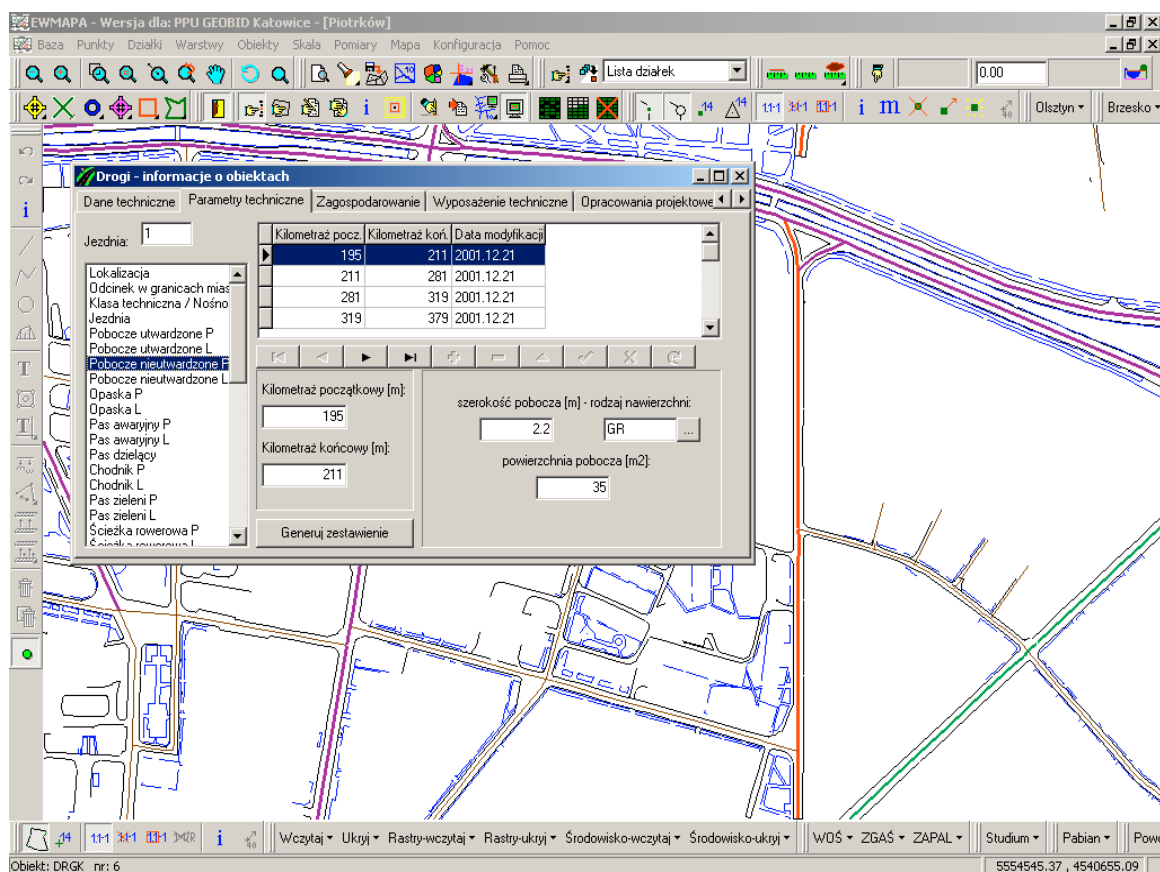 EWMAPA - Wersja dla: PPU GEOBID Katowice - [Piotrków]
Baza Punkty Działki Warstwy Obiekty Skala Pomiary Mapa Konfiguracja Pomoc
Lista działek 0.00
Olsztyn Brzesko
Drogi - informacje o obiektach
Dane techniczne Parametry techniczne Zagospodarowanie Wyposażenie techniczne Opracowania projektowe
Jezdnia: 1
Kilometraż pocz. Kilometraż koń. Data modyfikacji
195 211 2001.12.21
211 281 2001.12.21
281 319 2001.12.21
319 379 2001.12.21
Lokalizacja
Odcinek w granicach mias
Klasa techniczna / Nośno
Jezdnia
Pobocze utwardzone P
Pobocze utwardzone L
Pobocze nieutwardzone P
Pobocze nieutwardzone L
Opaska P
Opaska L
Pas awaryjny P
Pas awaryjny L
Pas dzielący
Chodnik P
Chodnik L
Pas zieleni P
Pas zieleni L
Ścieżka rowerowa P
Ścieżka rowerowa L
Kilometraż początkowy [m]:
195
Kilometraż końcowy [m]:
211
szerokość pobocza [m] - rodzaj nawierzchni:
2.2 GR ...
powierzchnia pobocza [m2]:
35
Generuj zestawienie
Wczytaj Ukryj Rastry-wczytaj Rastry-ukryj Środowisko-wczytaj Środowisko-ukryj WOŚ ZGAŚ ZAPAL Studium Pabian Powe
Obiekt: DRGK nr: 6 5554545.37 , 4540655.09